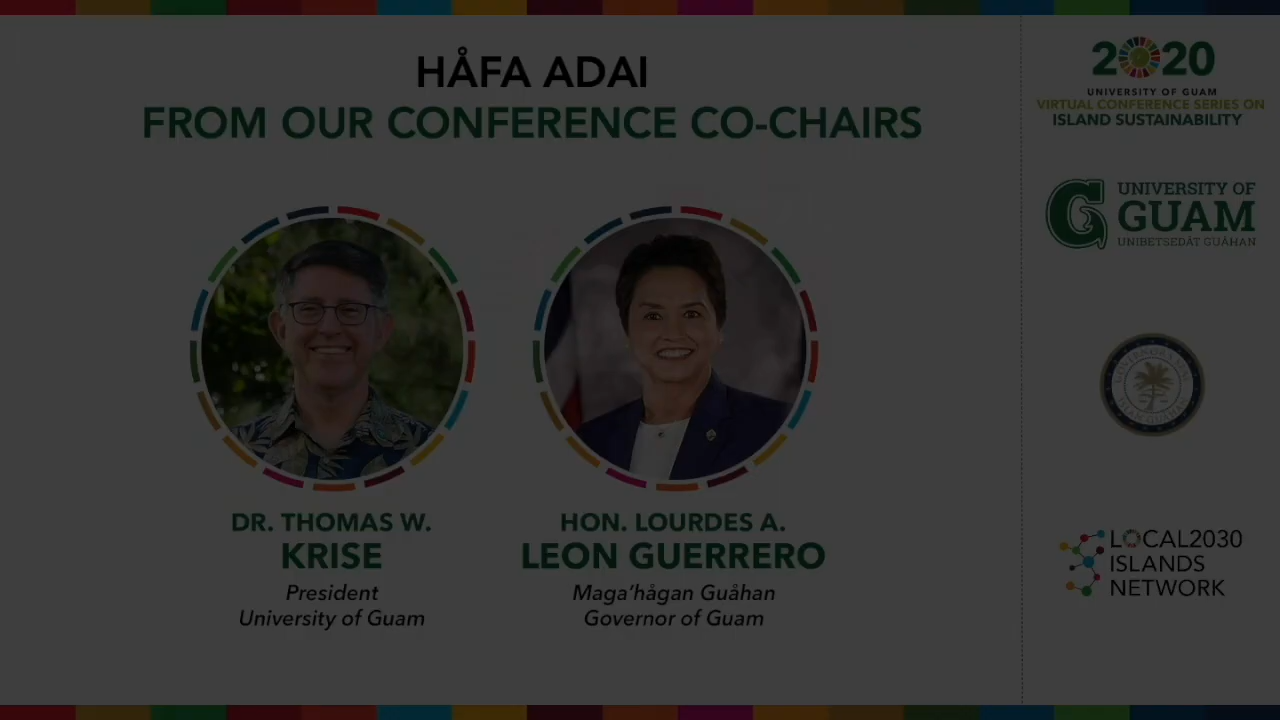 HÅFA ADAI
FROM OUR CONFERENCE CO-CHAIRS
DR. THOMAS W.
KRISE
President
University of Guam
HON. LOURDES A.
LEON GUERRERO
Maga'hågan Guåhan
Governor of Guam
2020
UNIVERSITY OF GUAM
VIRTUAL CONFERENCE SERIES ON
ISLAND SUSTAINABILITY
UNIVERSITY OF
GUAM
UNIBETSEDÅT GUÅHAN
LOCAL2030
ISLANDS
NETWORK